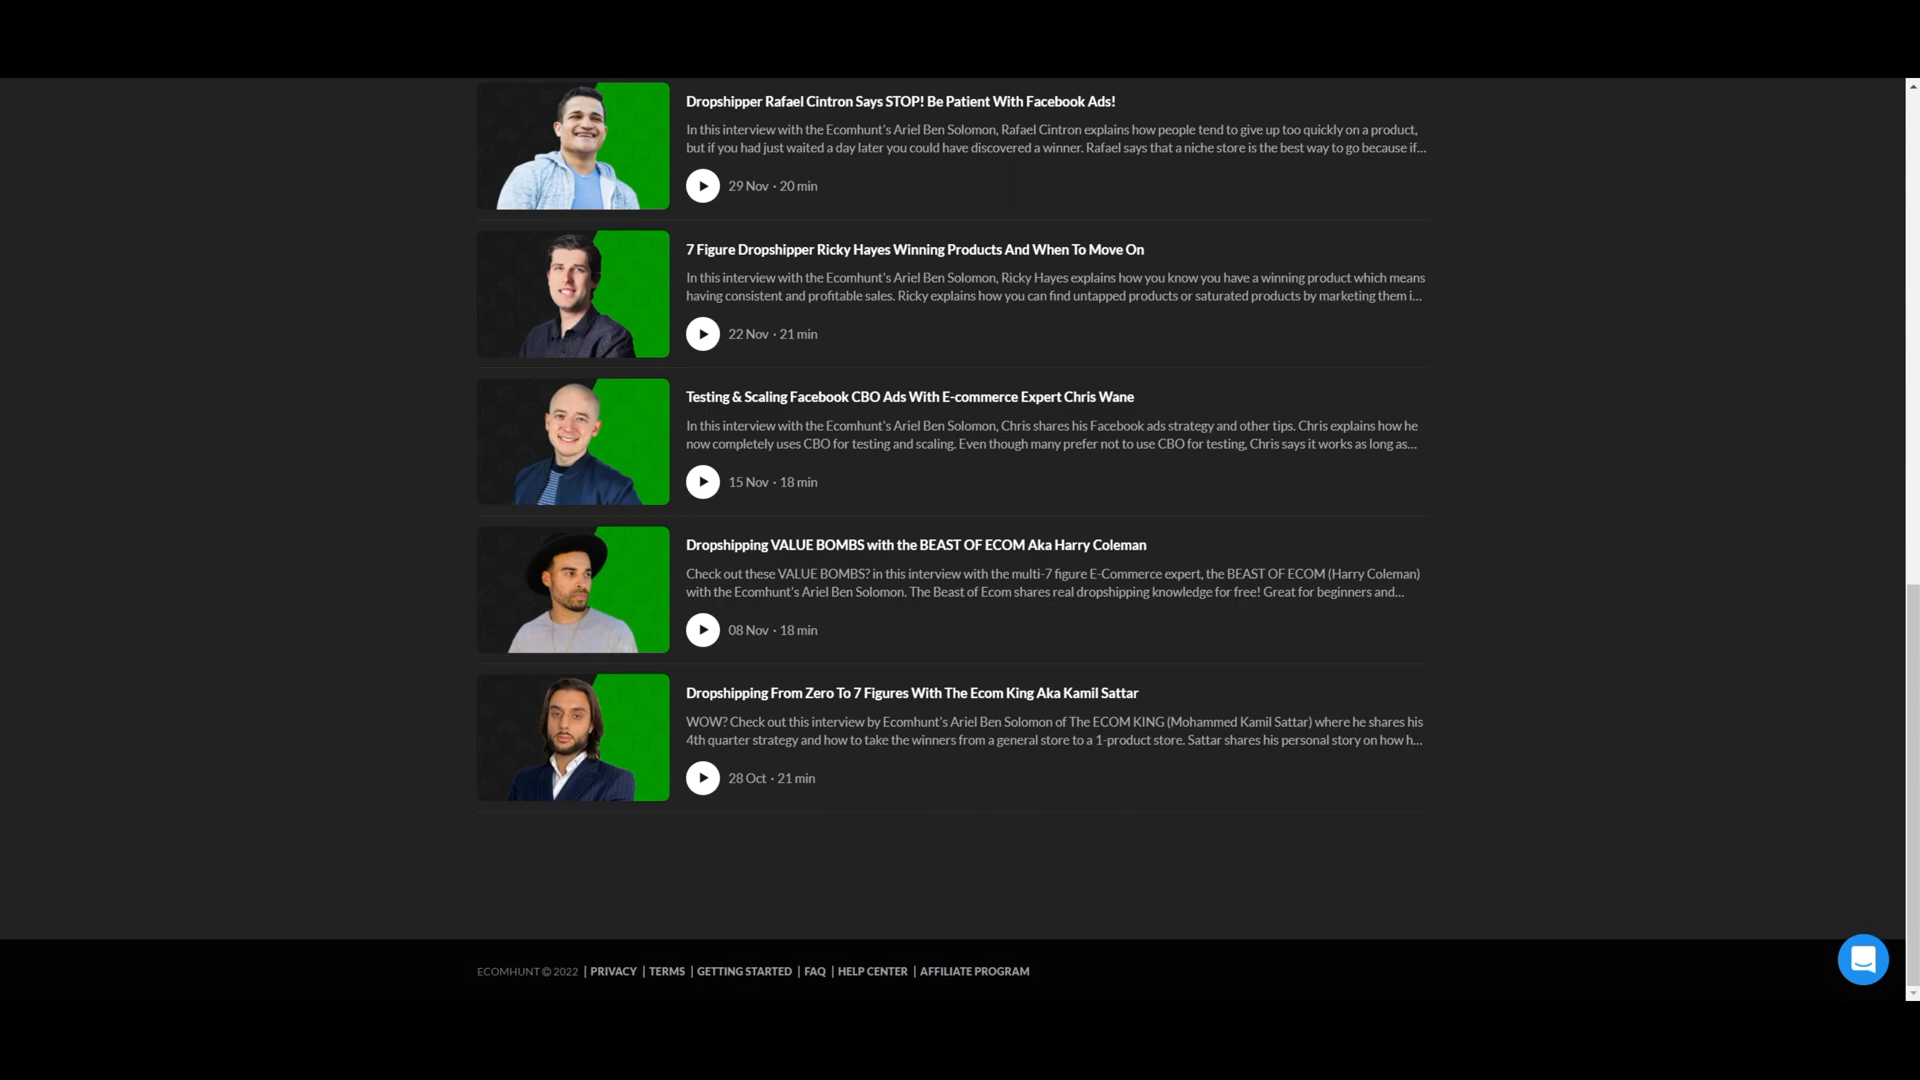 Dropshipper Rafael Cintron Says STOP! Be Patient With Facebook Ads!
In this interview with the Ecomhunt's Ariel Ben Solomon, Rafael Cintron explains how people tend to give up too quickly on a product,
but if you had just waited a day later you could have discovered a winner. Rafael says that a niche store is the best way to go because if...
29 Nov · 20 min
7 Figure Dropshipper Ricky Hayes Winning Products And When To Move On
In this interview with the Ecomhunt's Ariel Ben Solomon, Ricky Hayes explains how you know you have a winning product which means
having consistent and profitable sales. Ricky explains how you can find untapped products or saturated products by marketing them i...
22 Nov · 21 min
Testing & Scaling Facebook CBO Ads With E-commerce Expert Chris Wane
In this interview with the Ecomhunt's Ariel Ben Solomon, Chris shares his Facebook ads strategy and other tips. Chris explains how he
now completely uses CBO for testing and scaling. Even though many prefer not to use CBO for testing, Chris says it works as long as...
15 Nov · 18 min
Dropshipping VALUE BOMBS with the BEAST OF ECOM Aka Harry Coleman
Check out these VALUE BOMBS? in this interview with the multi-7 figure E-Commerce expert, the BEAST OF ECOM (Harry Coleman)
with the Ecomhunt's Ariel Ben Solomon. The Beast of Ecom shares real dropshipping knowledge for free! Great for beginners and...
08 Nov · 18 min
Dropshipping From Zero To 7 Figures With The Ecom King Aka Kamil Sattar
WOW? Check out this interview by Ecomhunt's Ariel Ben Solomon of The ECOM KING (Mohammed Kamil Sattar) where he shares his
4th quarter strategy and how to take the winners from a general store to a 1-product store. Sattar shares his personal story on how h...
28 Oct · 21 min
ECOMHUNT © 2022 | PRIVACY | TERMS | GETTING STARTED | FAQ | HELP CENTER | AFFILIATE PROGRAM